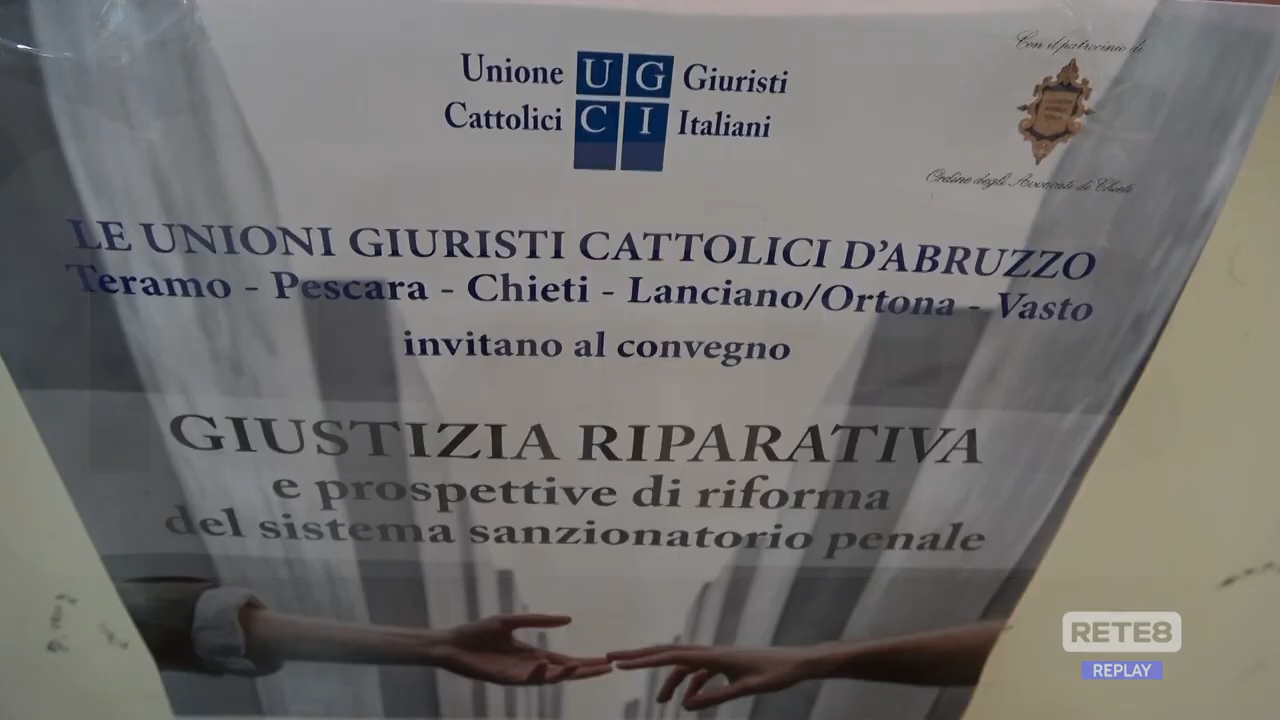 Unione UG Giuristi
Cattolici CI Italiani
Con il patrocinio di
Ordine degli Avvocati di Chieti
LE UNIONI GIURISTI CATTOLICI D'ABRUZZO
Teramo - Pescara - Chieti - Lanciano/Ortona - Vasto
invitano al convegno
GIUSTIZIA RIPARATIVA
e prospettive di riforma
del sistema sanzionatorio penale
RETE8
REPLAY